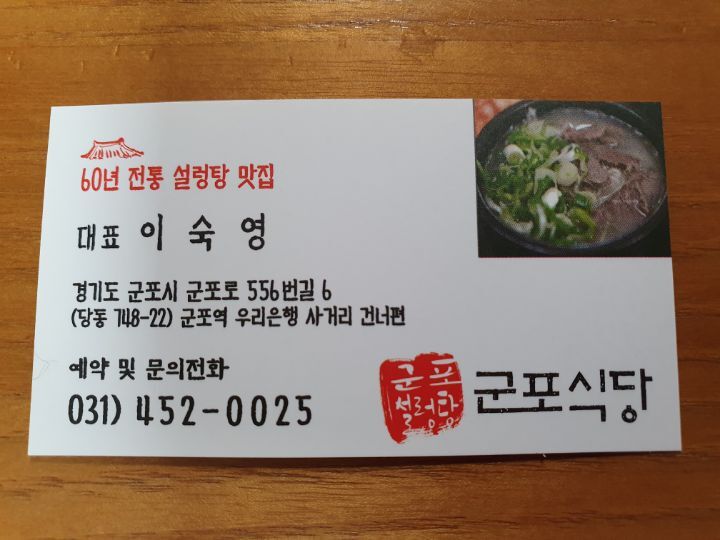 60년 전통 설렁탕 맛집
대표 이숙영
경기도 군포시 군포로 556번길 6
(당동 748-22) 군포역 우리은행 사거리 건너편
예약 및 문의전화
031) 452-0025
군포
설렁탕
군포식당